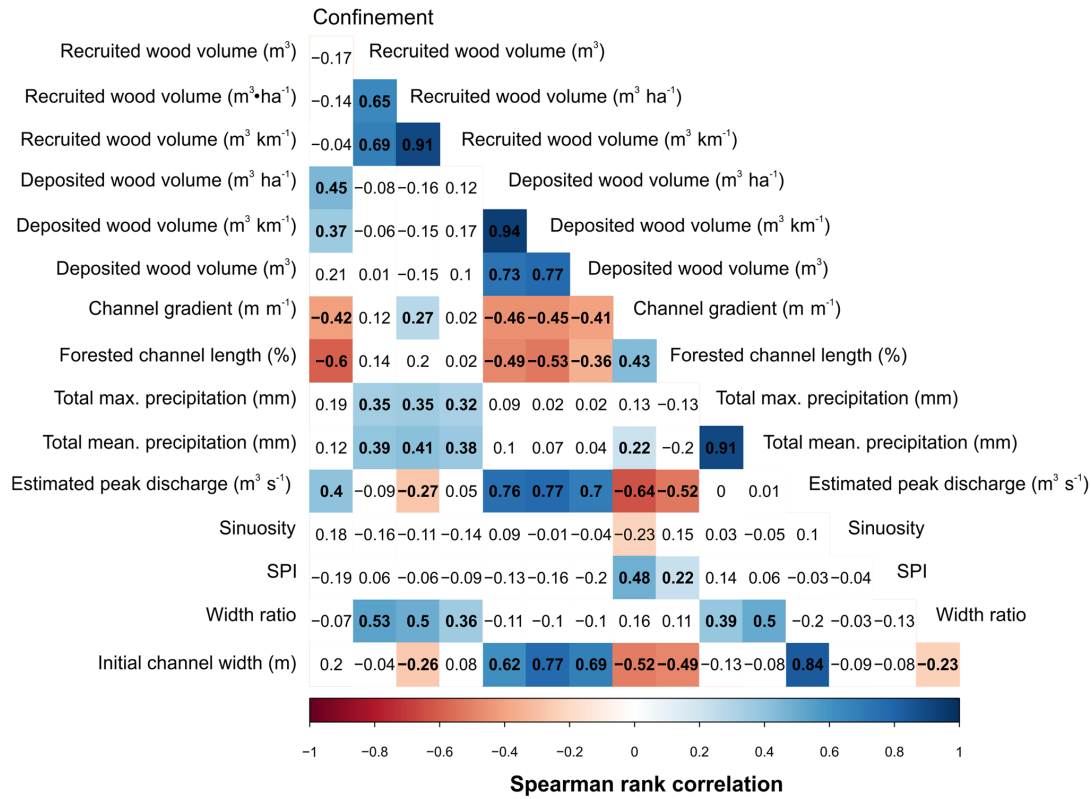 Confinement
Recruited wood volume (m³) −0.17 Recruited wood volume (m³)
Recruited wood volume (m³•ha⁻¹) −0.14 0.65 Recruited wood volume (m³ ha⁻¹)
Recruited wood volume (m³ km⁻¹) −0.04 0.69 0.91 Recruited wood volume (m³ km⁻¹)
Deposited wood volume (m³ ha⁻¹) 0.45 −0.08 −0.16 0.12 Deposited wood volume (m³ ha⁻¹)
Deposited wood volume (m³ km⁻¹) 0.37 −0.06 −0.15 0.17 0.94 Deposited wood volume (m³ km⁻¹)
Deposited wood volume (m³) 0.21 0.01 −0.15 0.1 0.73 0.77 Deposited wood volume (m³)
Channel gradient (m m⁻¹) −0.42 0.12 0.27 0.02 −0.46 −0.45 −0.41 Channel gradient (m m⁻¹)
Forested channel length (%) −0.6 0.14 0.2 0.02 −0.49 −0.53 −0.36 0.43 Forested channel length (%)
Total max. precipitation (mm) 0.19 0.35 0.35 0.32 0.09 0.02 0.02 0.13 −0.13 Total max. precipitation (mm)
Total mean. precipitation (mm) 0.12 0.39 0.41 0.38 0.1 0.07 0.04 0.22 −0.2 0.91 Total mean. precipitation (mm)
Estimated peak discharge (m³ s⁻¹) 0.4 −0.09 −0.27 0.05 0.76 0.77 0.7 −0.64 −0.52 0 0.01 Estimated peak discharge (m³ s⁻¹)
Sinuosity 0.18 −0.16 −0.11 −0.14 0.09 −0.01 −0.04 −0.23 0.15 0.03 −0.05 0.1 Sinuosity
SPI −0.19 0.06 −0.06 −0.09 −0.13 −0.16 −0.2 0.48 0.22 0.14 0.06 −0.03 −0.04 SPI
Width ratio −0.07 0.53 0.5 0.36 −0.11 −0.1 −0.1 0.16 0.11 0.39 0.5 −0.2 −0.03 −0.13 Width ratio
Initial channel width (m) 0.2 −0.04 −0.26 0.08 0.62 0.77 0.69 −0.52 −0.49 −0.13 −0.08 0.84 −0.09 −0.08 −0.23
−1 −0.8 −0.6 −0.4 −0.2 0 0.2 0.4 0.6 0.8 1
Spearman rank correlation